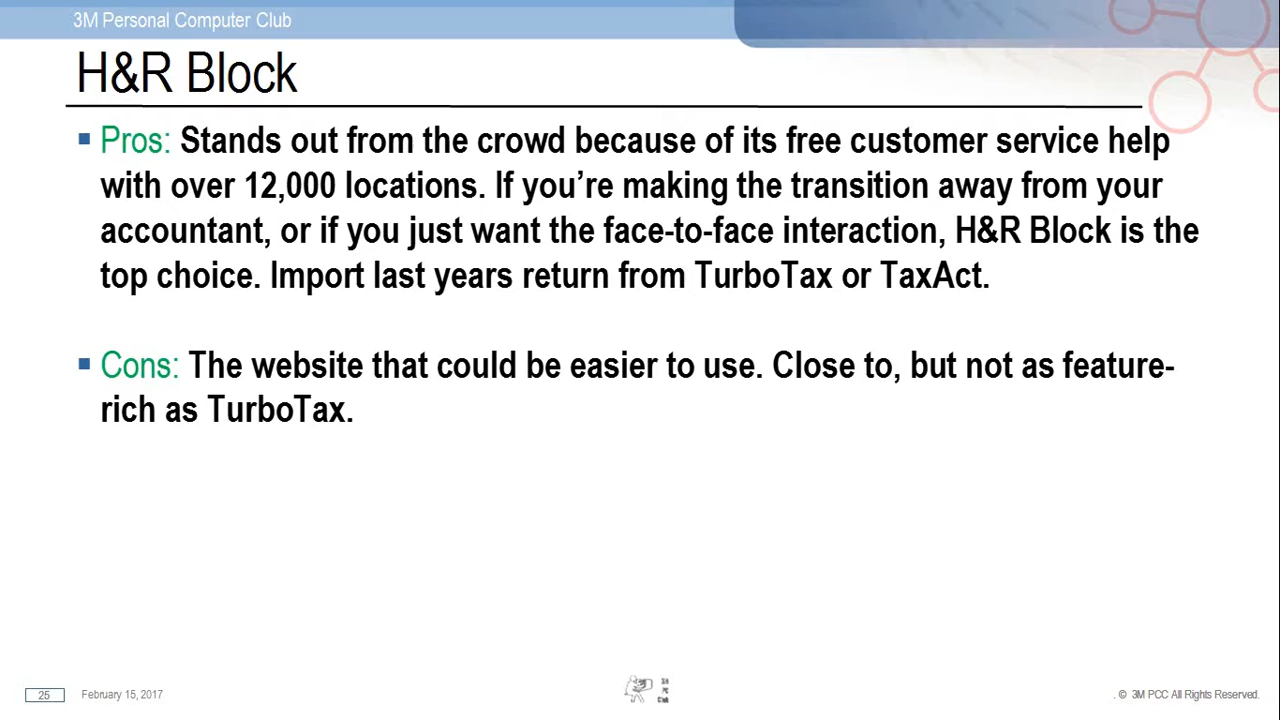 3M Personal Computer Club
H&R Block
▪ Pros: Stands out from the crowd because of its free customer service help
with over 12,000 locations. If you’re making the transition away from your
accountant, or if you just want the face-to-face interaction, H&R Block is the
top choice. Import last years return from TurboTax or TaxAct.
▪ Cons: The website that could be easier to use. Close to, but not as feature-
rich as TurboTax.
25 February 15, 2017
PC
Club
. © 3M PCC All Rights Reserved.